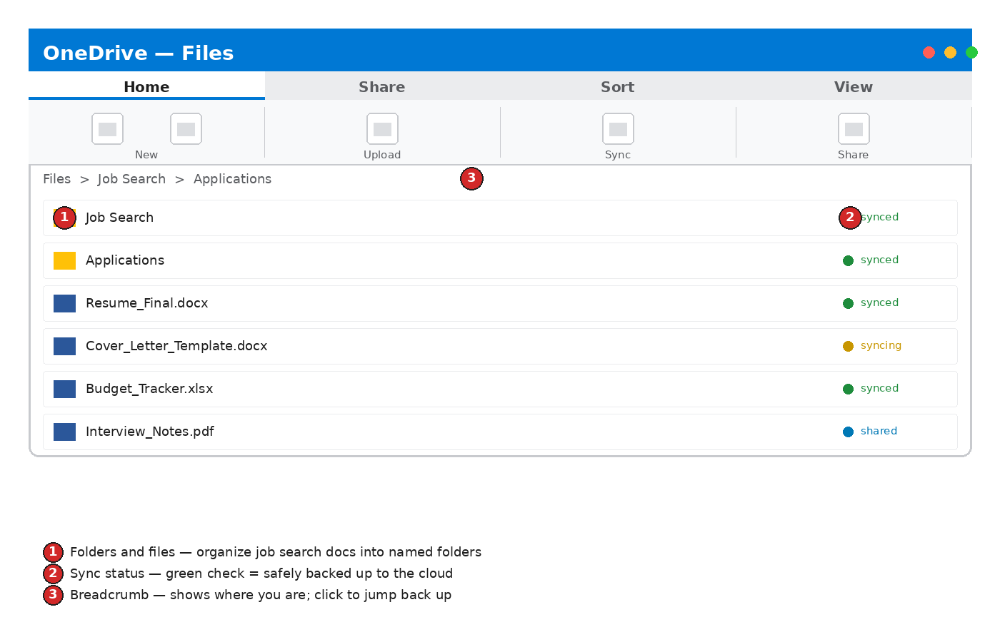 OneDrive — Files
Home Share Sort View
New Upload Sync Share
Files > Job Search > Applications 3
1 Job Search 2 synced
Applications synced
Resume_Final.docx synced
Cover_Letter_Template.docx syncing
Budget_Tracker.xlsx synced
Interview_Notes.pdf shared
1 Folders and files — organize job search docs into named folders
2 Sync status — green check = safely backed up to the cloud
3 Breadcrumb — shows where you are; click to jump back up